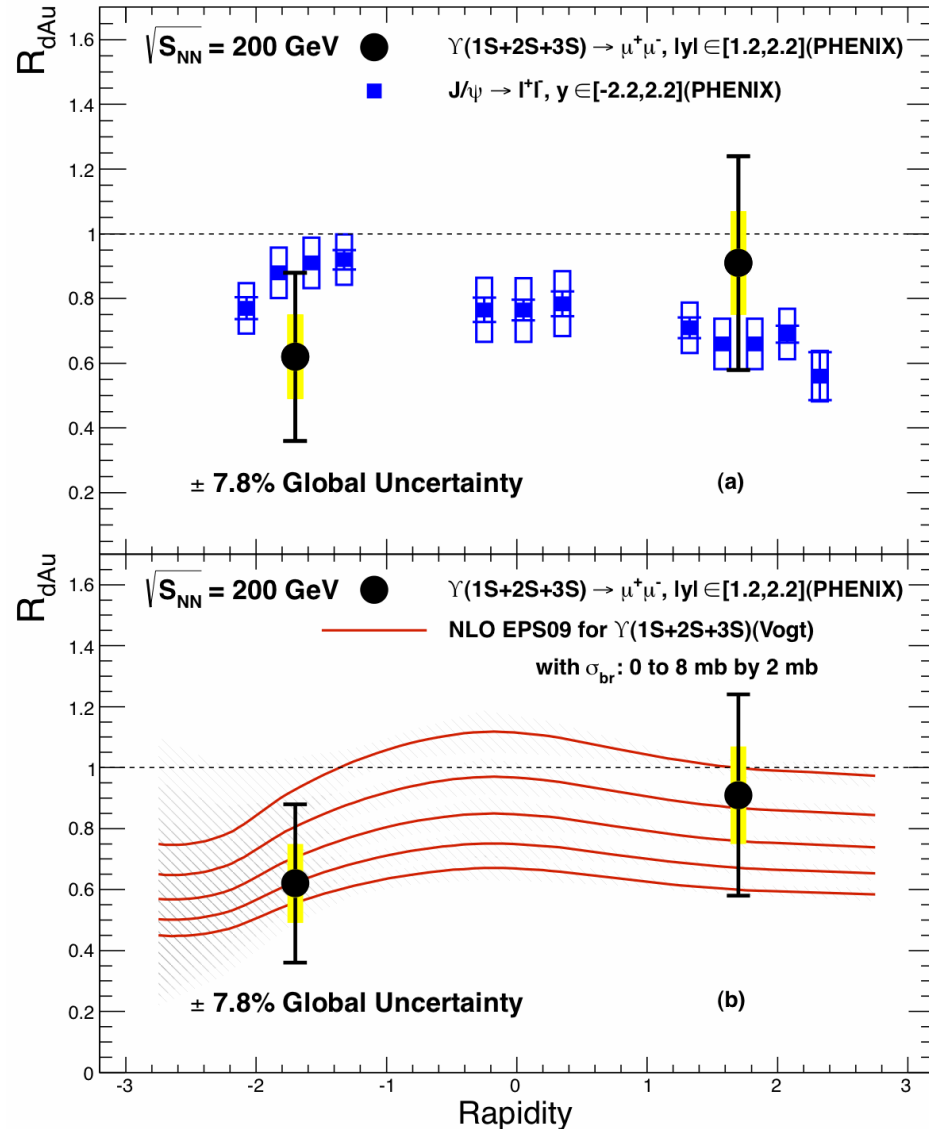 R_dAu
√S_NN = 200 GeV
ϒ(1S+2S+3S) → μ⁺μ⁻, |y| ∈[1.2,2.2](PHENIX)
J/ψ → l⁺l⁻, y ∈[-2.2,2.2](PHENIX)
1.6
1.4
1.2
1
0.8
0.6
0.4
0.2
± 7.8% Global Uncertainty
(a)
R_dAu
√S_NN = 200 GeV
ϒ(1S+2S+3S) → μ⁺μ⁻, |y| ∈[1.2,2.2](PHENIX)
NLO EPS09 for ϒ(1S+2S+3S)(Vogt)
with σ_br: 0 to 8 mb by 2 mb
1.6
1.4
1.2
1
0.8
0.6
0.4
0.2
0
± 7.8% Global Uncertainty
(b)
-3 -2 -1 0 1 2 3
Rapidity